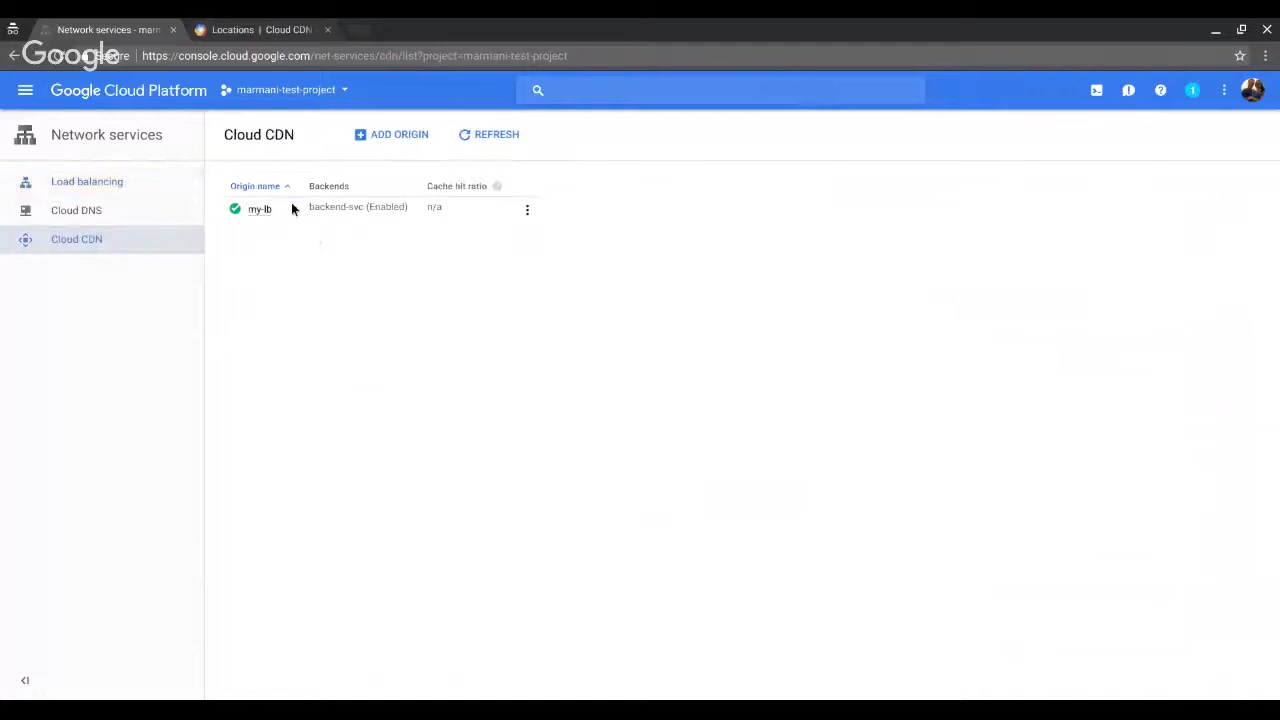 Network services - marm
Locations | Cloud CDN
Google
https://console.cloud.google.com/net-services/cdn/list?project=marmani-test-project
Google Cloud Platform
marmani-test-project
1
Network services
Cloud CDN
ADD ORIGIN
REFRESH
Load balancing
Cloud DNS
Cloud CDN
Origin name
Backends
Cache hit ratio
my-lb
backend-svc (Enabled)
n/a